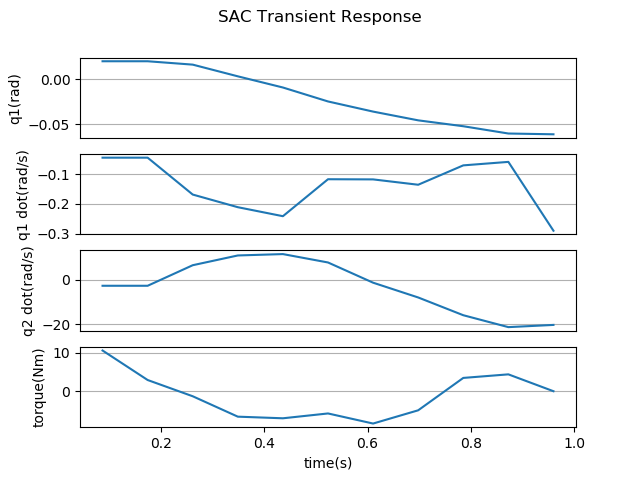 SAC Transient Response
q1(rad)
0.00
−0.05
q1 dot(rad/s)
−0.1
−0.2
−0.3
q2 dot(rad/s)
0
−20
torque(Nm)
10
0
0.2 0.4 0.6 0.8 1.0
time(s)